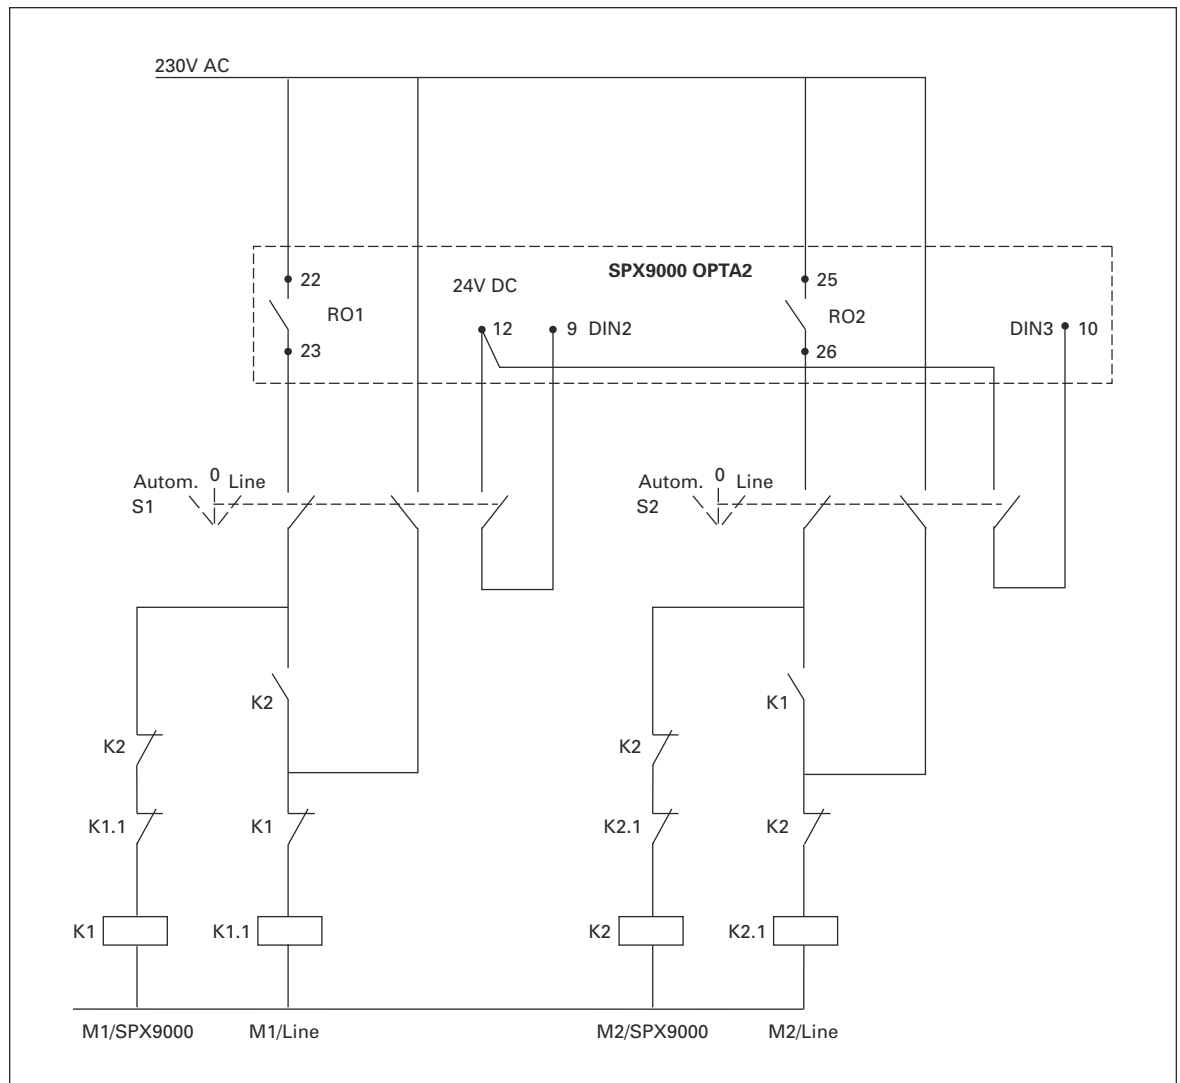 230V AC
SPX9000 OPTA2
22
24V DC
25
RO1
RO2
12
9 DIN2
DIN3
10
23
26
Autom. 0 Line
S1
Autom. 0 Line
S2
K2
K1
K2
K2
K1.1
K1
K2.1
K2
K1
K1.1
K2
K2.1
M1/SPX9000
M1/Line
M2/SPX9000
M2/Line